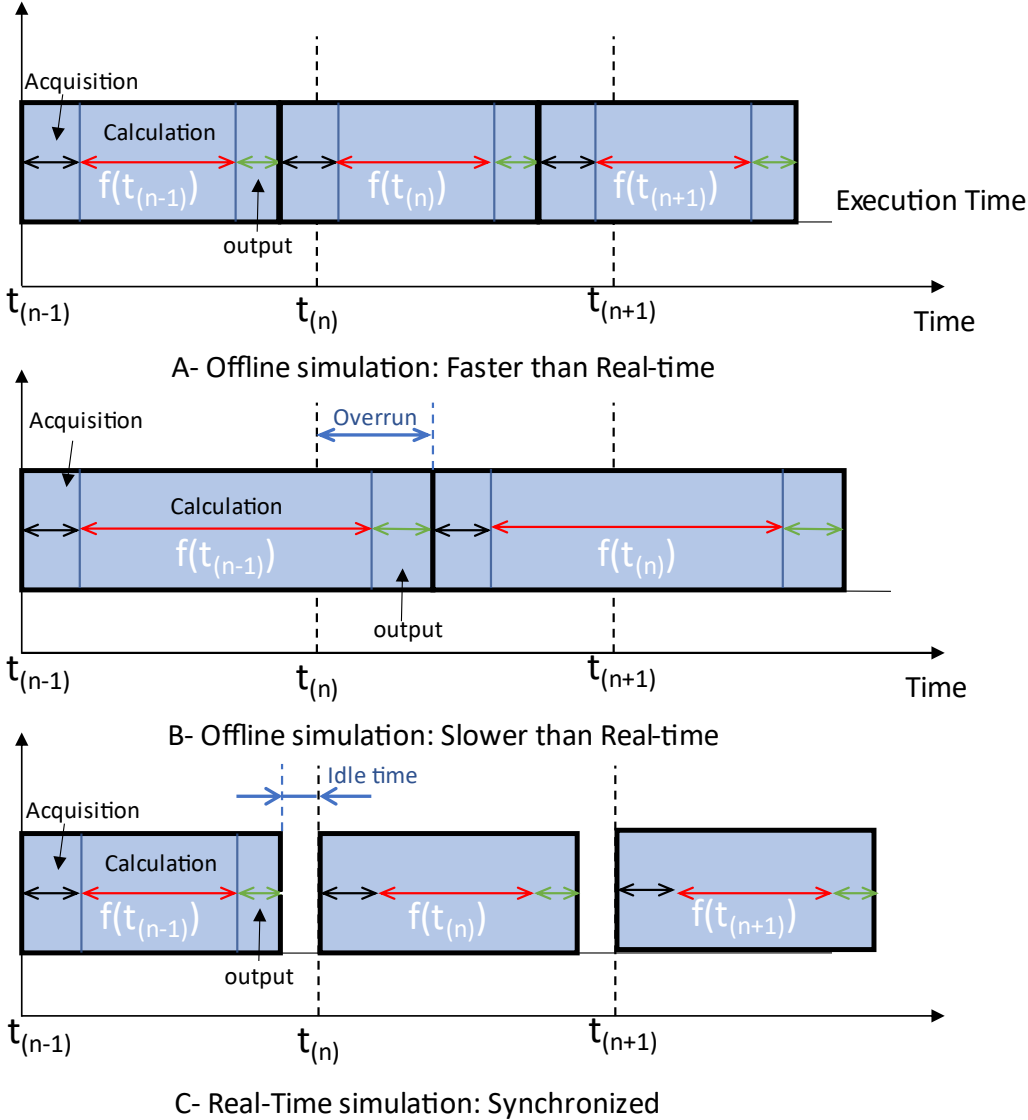 Acquisition
Calculation
f(t(n-1))
f(t(n))
f(t(n+1))
Execution Time
output
t(n-1)
t(n)
t(n+1)
Time
A- Offline simulation: Faster than Real-time
Overrun
Acquisition
Calculation
f(t(n-1))
f(t(n))
output
t(n-1)
t(n)
t(n+1)
Time
B- Offline simulation: Slower than Real-time
Idle time
Acquisition
Calculation
f(t(n-1))
f(t(n))
f(t(n+1))
output
t(n-1)
t(n)
t(n+1)
C- Real-Time simulation: Synchronized